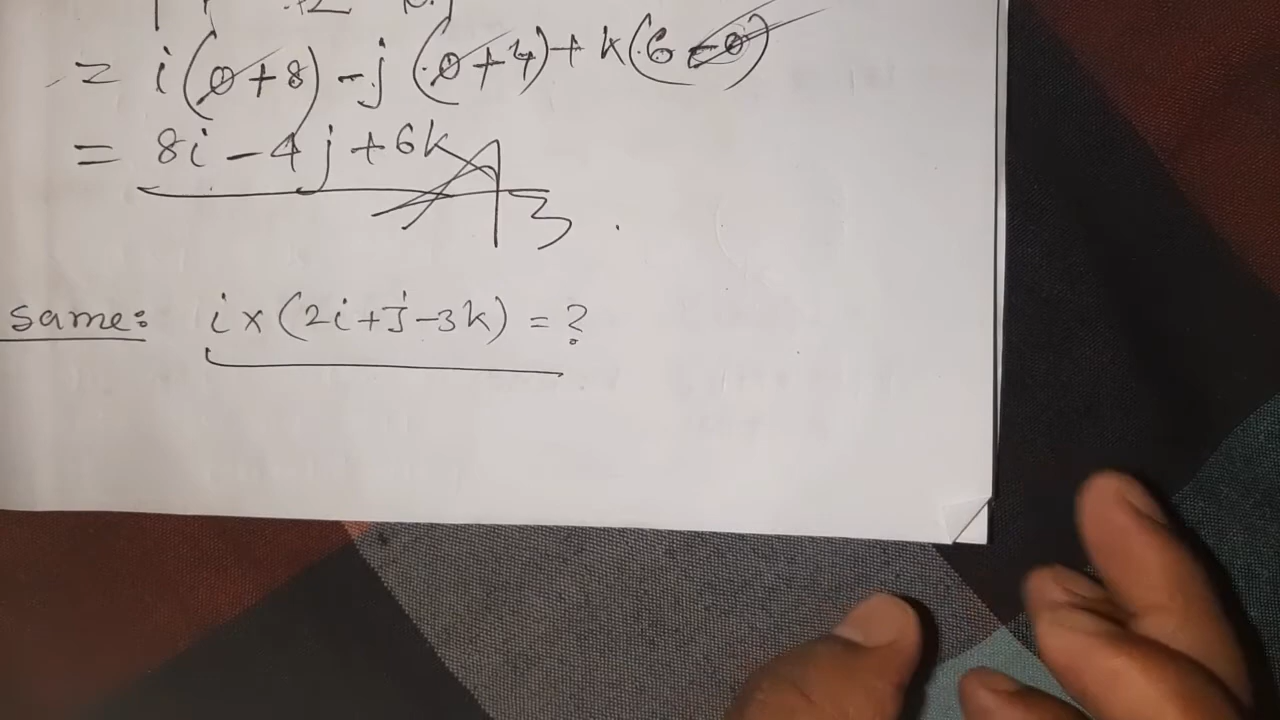 = i(0+8) - j(0+4) + k(6-0)
= 8i - 4j + 6k
same: i × (2i + j - 3k) = ?